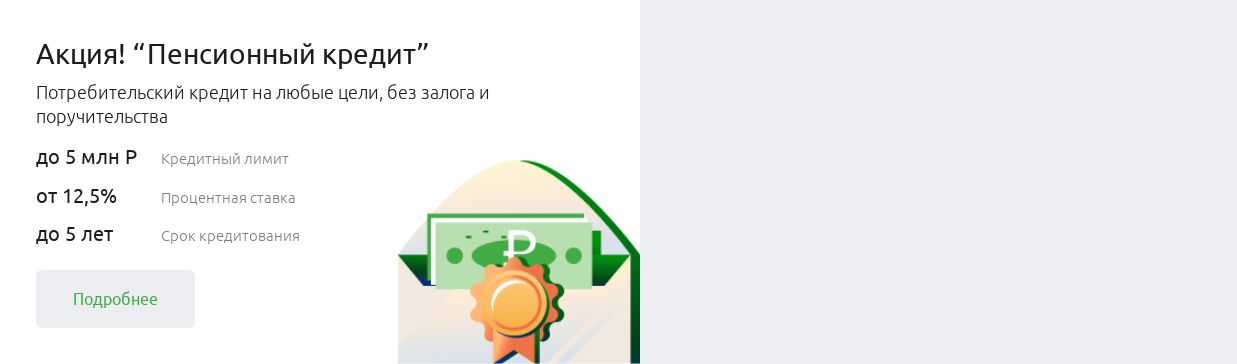 Акция! “Пенсионный кредит”
Потребительский кредит на любые цели, без залога и
поручительства
до 5 млн Р Кредитный лимит
от 12,5% Процентная ставка
до 5 лет Срок кредитования
₽
Подробнее